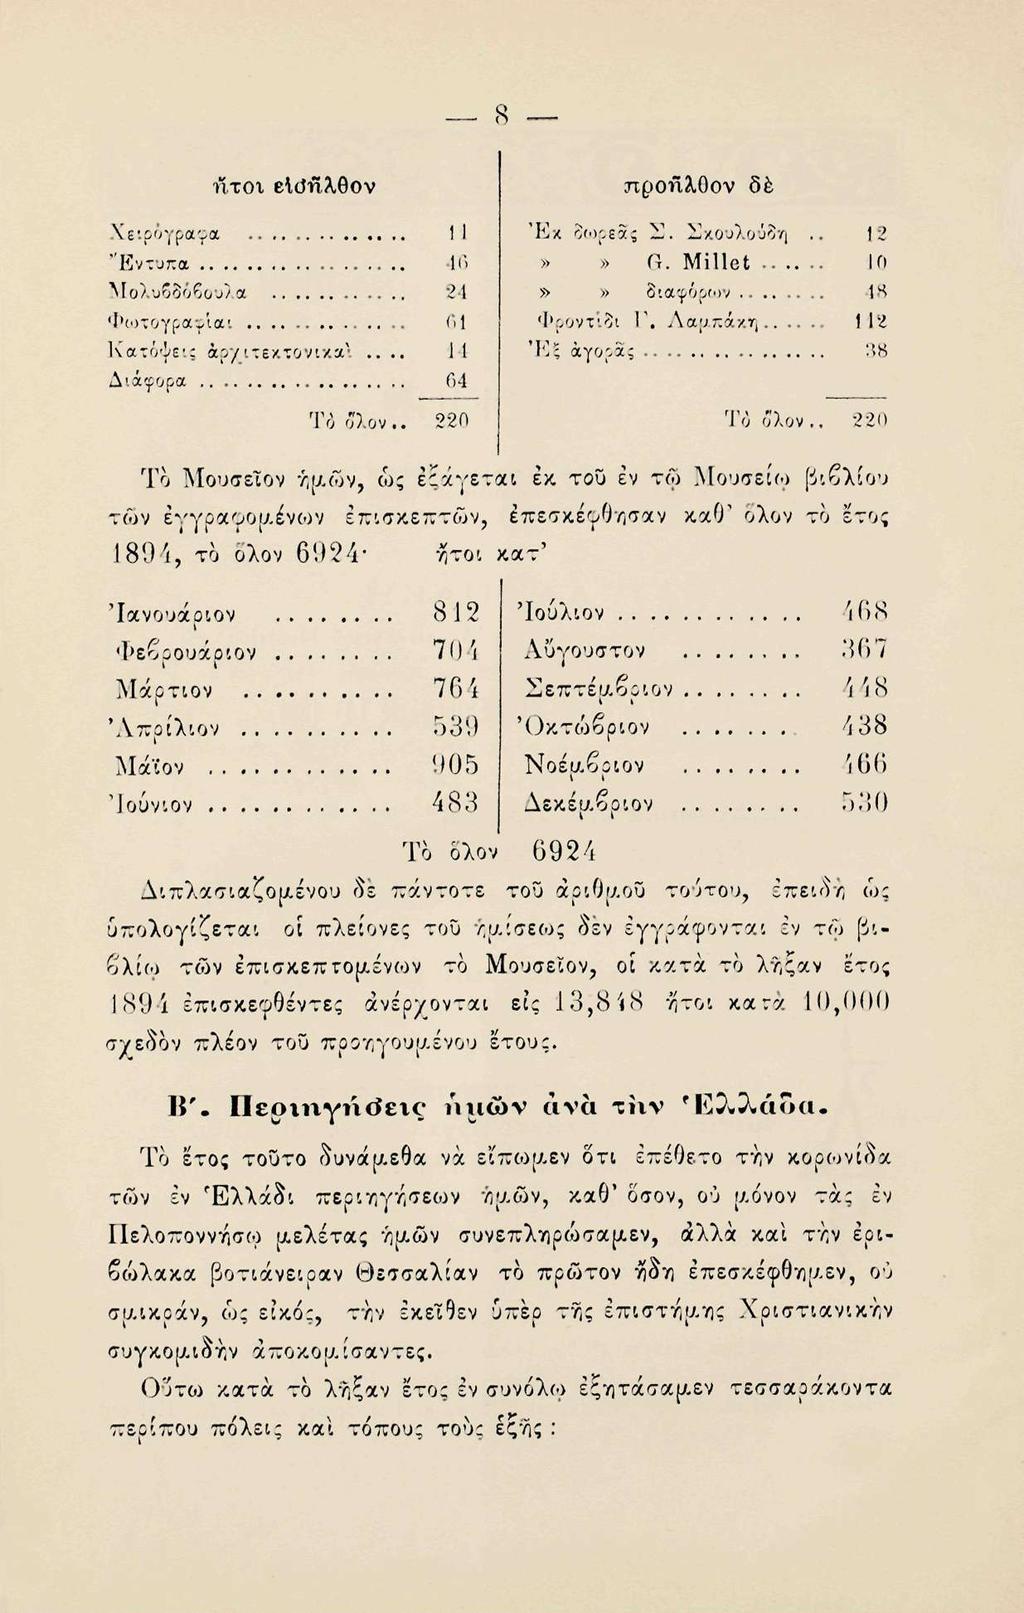 — 8 —
ἤτοι εἰσῆλθον
Χειρόγραφα .. .. .. .. .. .. .. 11
Ἔντυπα .. .. .. .. .. .. .. .. 46
Μολυβδόβουλα .. .. .. .. .. .. 24
Φωτογραφίαι .. .. .. .. .. .. .. 61
Κατόψεις ἀρχιτεκτονικαὶ .. .. 14
Διάφορα .. .. .. .. .. .. .. .. 64
Τὸ ὅλον.. 220
προῆλθον δὲ
Ἐκ δωρεᾶς Σ. Σκουλούδη .. 12
» » G. Millet .. .. .. 10
» » διαφόρων .. .. .. 48
Φροντίδι Γ. Λαμπάκη.. .. .. 112
Ἐξ ἀγορᾶς .. .. .. .. .. .. .. 38
Τὸ ὅλον.. 220
Τὸ Μουσεῖον ἡμῶν, ὡς ἐξάγεται ἐκ τοῦ ἐν τῷ Μουσείῳ βιβλίου
τῶν ἐγγραφομένων ἐπισκεπτῶν, ἐπεσκέφθησαν καθ’ ὅλον τὸ ἔτος
1894, τὸ ὅλον 6924· ἤτοι κατ’
Ἰανουάριον ........ 812
Φεβρουάριον ........ 704
Μάρτιον .......... 764
Ἀπρίλιον .......... 539
Μάϊον ............ 905
Ἰούνιον ............ 483
Ἰούλιον ............ 468
Αὔγουστον ........ 367
Σεπτέμβριον ........ 448
Ὀκτώβριον ........ 438
Νοέμβριον ........ 466
Δεκέμβριον ........ 530
Τὸ ὅλον 6924
Διπλασιαζομένου δὲ πάντοτε τοῦ ἀριθμοῦ τούτου, ἐπειδὴ ὡς
ὑπολογίζεται οἱ πλείονες τοῦ ἡμίσεως δὲν ἐγγράφονται ἐν τῷ βι-
βλίῳ τῶν ἐπισκεπτομένων τὸ Μουσεῖον, οἱ κατὰ τὸ λῆξαν ἔτος
1894 ἐπισκεφθέντες ἀνέρχονται εἰς 13,848 ἤτοι κατὰ 10,000
σχεδὸν πλέον τοῦ προηγουμένου ἔτους.
Β′. Περιηγήσεις ἡμῶν ἀνὰ τὴν Ἑλλάδα.
Τὸ ἔτος τοῦτο δυνάμεθα νὰ εἴπωμεν ὅτι ἐπέθετο τὴν κορωνίδα
τῶν ἐν Ἑλλάδι περιηγήσεων ἡμῶν, καθ’ ὅσον, οὐ μόνον τὰς ἐν
Πελοποννήσῳ μελέτας ἡμῶν συνεπληρώσαμεν, ἀλλὰ καὶ τὴν ἐρι-
βώλακα βοτιάνειραν Θεσσαλίαν τὸ πρῶτον ἤδη ἐπεσκέφθημεν, οὐ
σμικράν, ὡς εἰκός, τὴν ἐκεῖθεν ὑπὲρ τῆς ἐπιστήμης Χριστιανικὴν
συγκομιδὴν ἀποκομίσαντες.
Οὕτω κατὰ τὸ λῆξαν ἔτος ἐν συνόλῳ ἐξητάσαμεν τεσσαράκοντα
περίπου πόλεις καὶ τόπους τοὺς ἑξῆς :